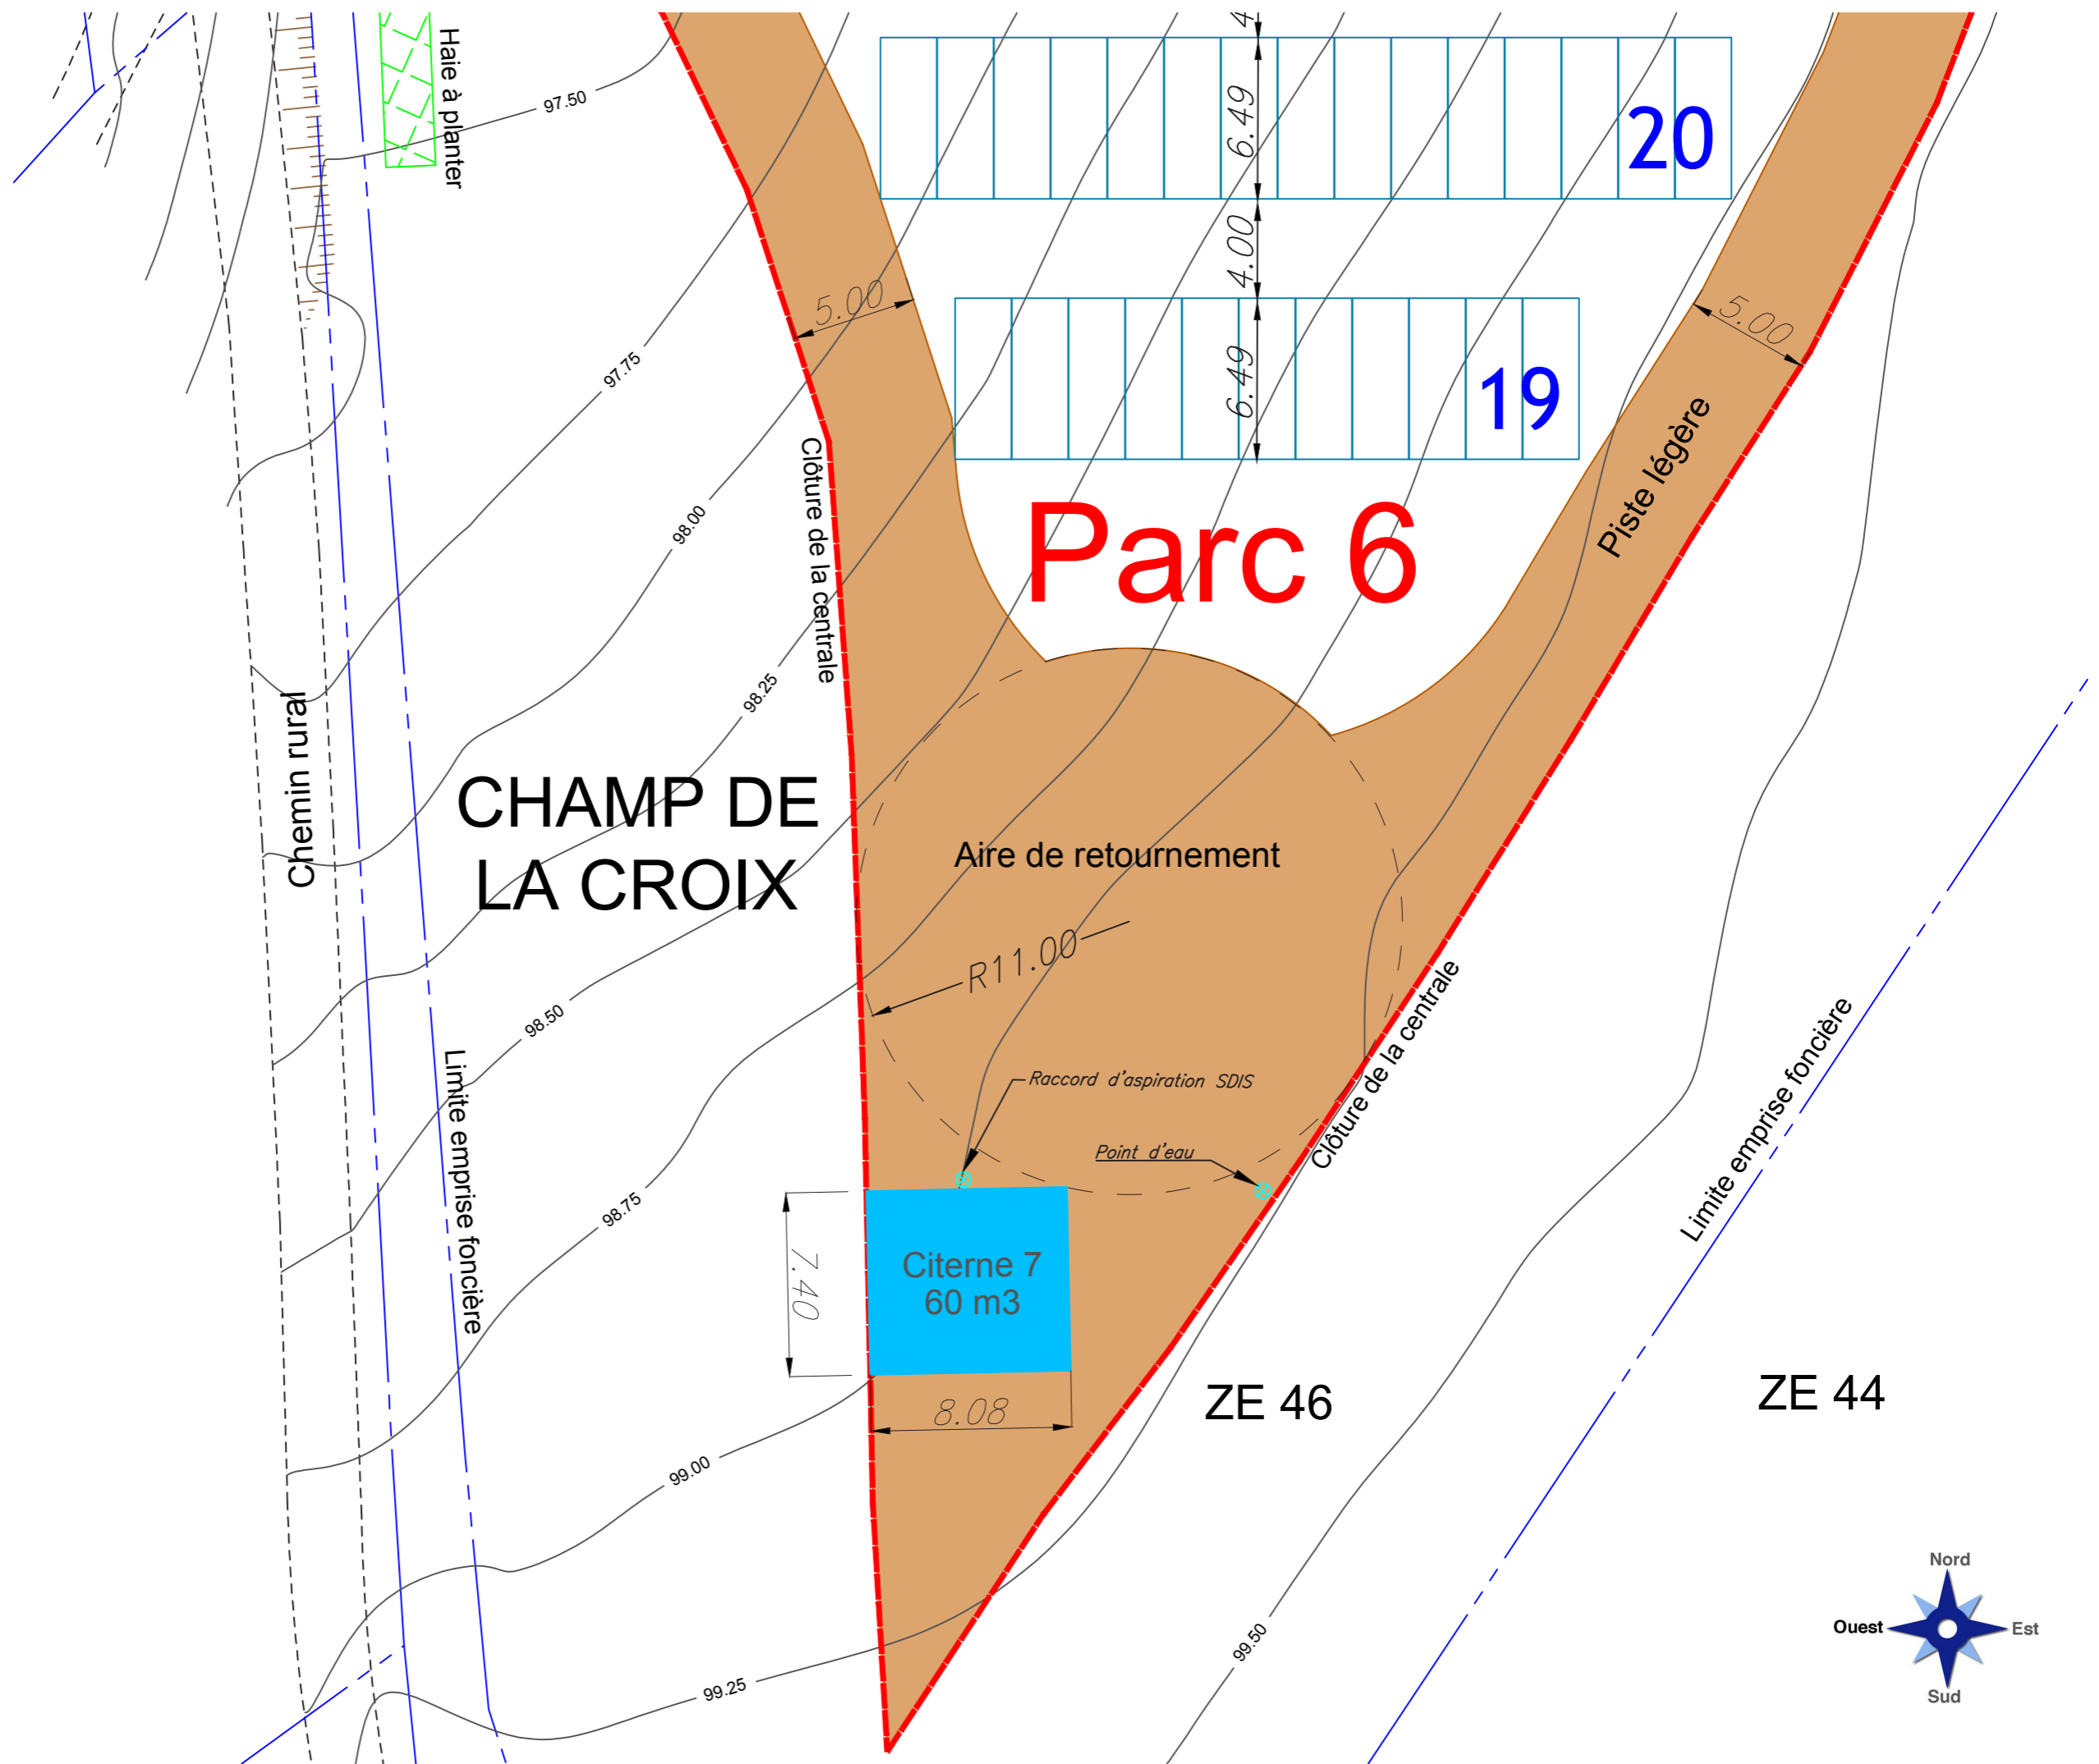 4
Haie à planter
97.50
6.49
20
4.00
5.00
5.00
97.75
6.49
19
Piste légère
Clôture de la centrale
98.00
Parc 6
98.25
Chemin rural
CHAMP DE
LA CROIX
Aire de retournement
R11.00
98.50
Clôture de la centrale
Limite emprise foncière
Limite emprise foncière
Raccord d'aspiration SDIS
Point d'eau
98.75
7.40
Citerne 7
60 m3
8.08
ZE 46
ZE 44
99.00
99.25
99.50
Nord
Ouest
Est
Sud